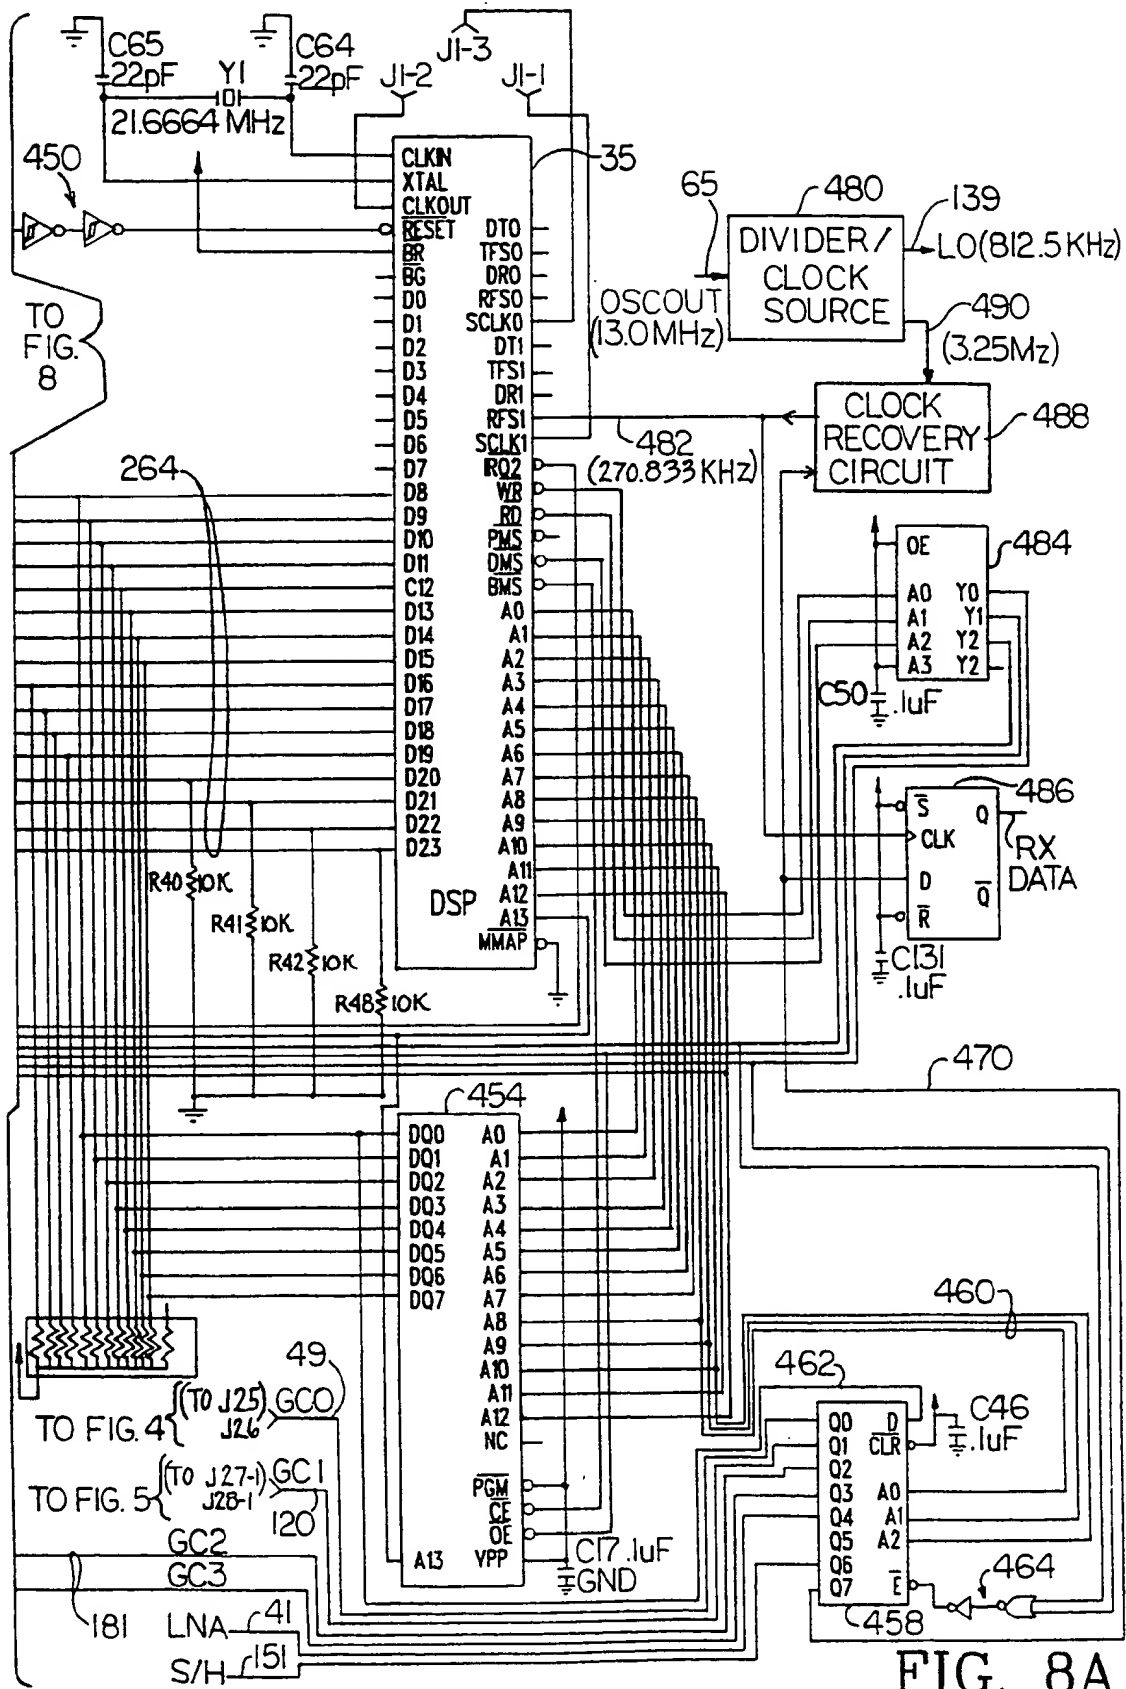 C65
22pF
Y1
C64
22pF
21.6664 MHz
J1-3
J1-2
J1-1
450
35
CLKIN
XTAL
CLKOUT
RESET
BR
BG
D0
D1
D2
D3
D4
D5
D6
D7
D8
D9
D10
D11
C12
D13
D14
D15
D16
D17
D18
D19
D20
D21
D22
D23
DT0
TFS0
DR0
RFS0
SCLK0
DT1
TFS1
DR1
RFS1
SCLK1
IRQ2
WR
RD
PMS
DMS
BMS
A0
A1
A2
A3
A4
A5
A6
A7
A8
A9
A10
A11
A12
A13
MMAP
DSP
TO
FIG.
8
264
65
480
139
DIVIDER/
CLOCK
SOURCE
LO(812.5KHz)
OSCOUT
(13.0MHz)
490
(3.25Mz)
CLOCK
RECOVERY
CIRCUIT
488
482
(270.833KHz)
484
OE
A0
A1
A2
A3
Y0
Y1
Y2
Y2
C50
.1uF
486
S
CLK
D
R
Q
Q
RX
DATA
C131
.1uF
R40 10K
R41 10K
R42 10K
R48 10K
470
454
DQ0
DQ1
DQ2
DQ3
DQ4
DQ5
DQ6
DQ7
A13
A0
A1
A2
A3
A4
A5
A6
A7
A8
A9
A10
A11
A12
NC
PGM
CE
OE
VPP
C17 .1uF
GND
460
462
Q0
Q1
Q2
Q3
Q4
Q5
Q6
Q7
D
CLR
A0
A1
A2
E
C46
.1uF
464
458
49
TO FIG. 4 (TO J25) GC0
J26
TO FIG. 5 (TO J27-1) GC1
J28-1
120
GC2
GC3
181
LNA 41
S/H 151
FIG. 8A